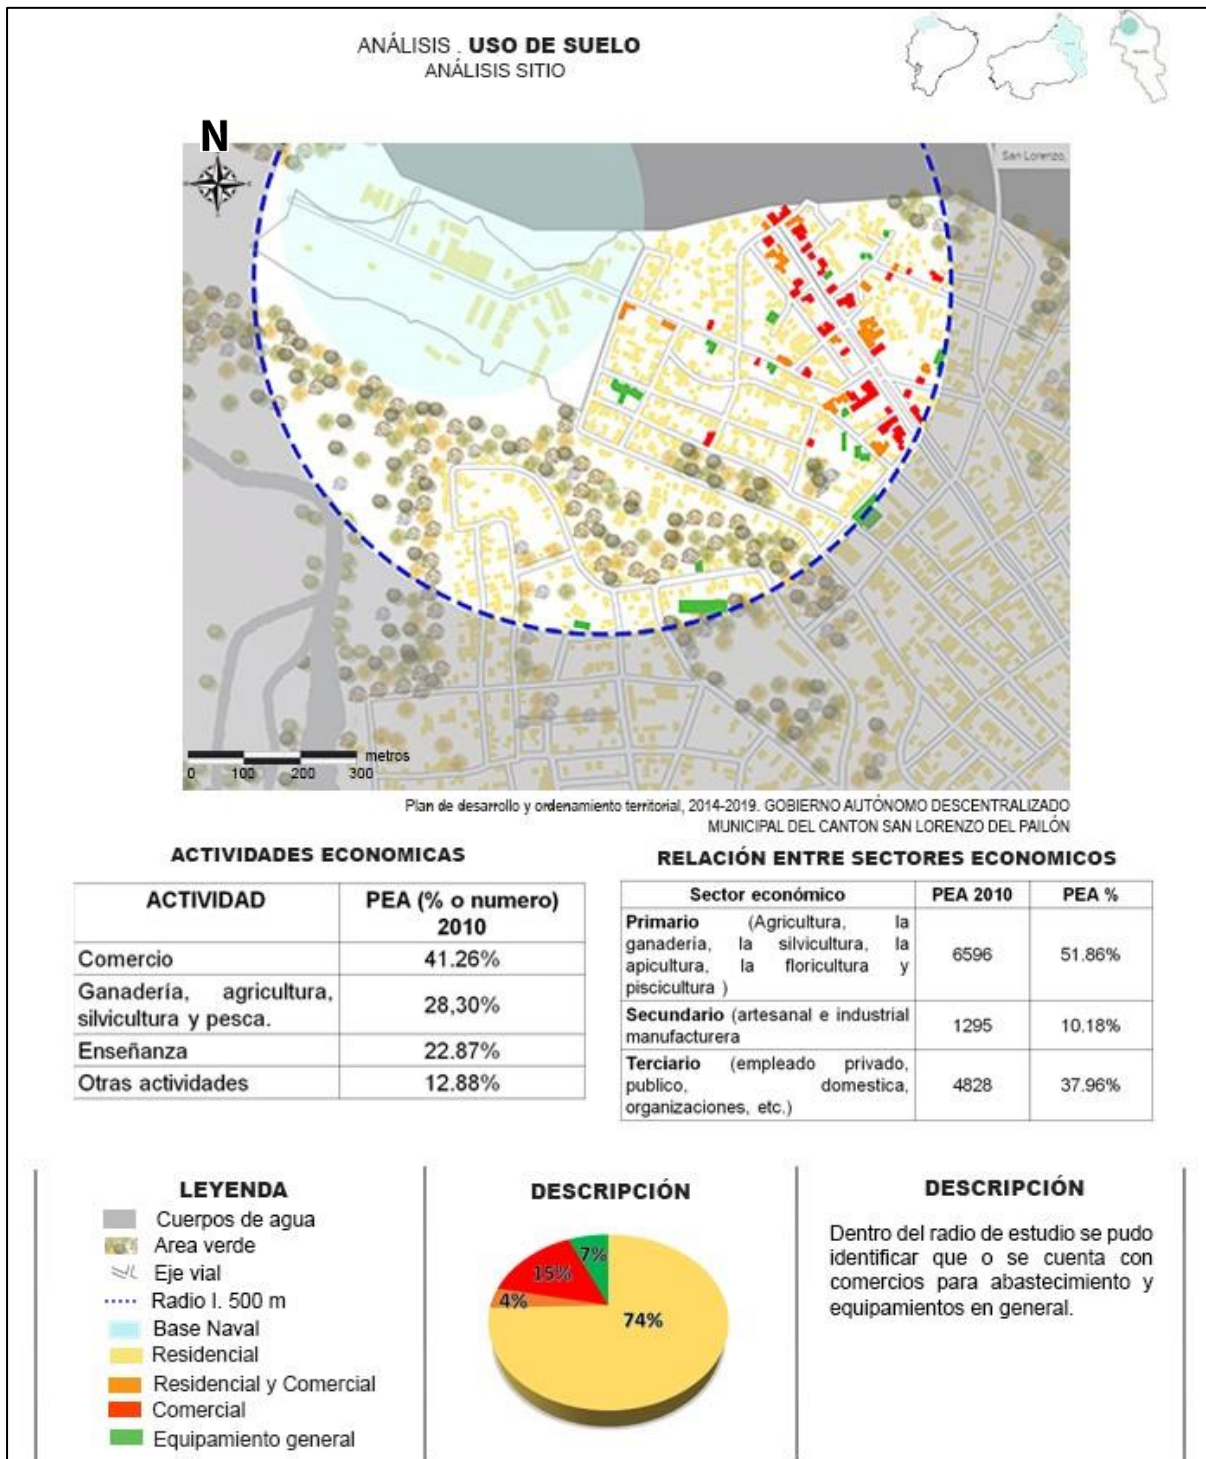 ANÁLISIS . USO DE SUELO
ANÁLISIS SITIO
N
San Lorenzo,
metros
0 100 200 300
Plan de desarrollo y ordenamiento territorial, 2014-2019. GOBIERNO AUTÓNOMO DESCENTRALIZADO
MUNICIPAL DEL CANTON SAN LORENZO DEL PAILÓN
ACTIVIDADES ECONOMICAS
ACTIVIDAD PEA (% o numero)
2010
Comercio 41.26%
Ganadería, agricultura,
silvicultura y pesca. 28,30%
Enseñanza 22.87%
Otras actividades 12.88%
RELACIÓN ENTRE SECTORES ECONOMICOS
Sector económico PEA 2010 PEA %
Primario (Agricultura, la
ganadería, la silvicultura, la
apicultura, la floricultura y
piscicultura ) 6596 51.86%
Secundario (artesanal e industrial
manufacturera 1295 10.18%
Terciario (empleado privado,
publico, domestica,
organizaciones, etc.) 4828 37.96%
LEYENDA
Cuerpos de agua
Area verde
Eje vial
Radio I. 500 m
Base Naval
Residencial
Residencial y Comercial
Comercial
Equipamiento general
DESCRIPCIÓN
7%
15%
4%
74%
DESCRIPCIÓN
Dentro del radio de estudio se pudo
identificar que o se cuenta con
comercios para abastecimiento y
equipamientos en general.